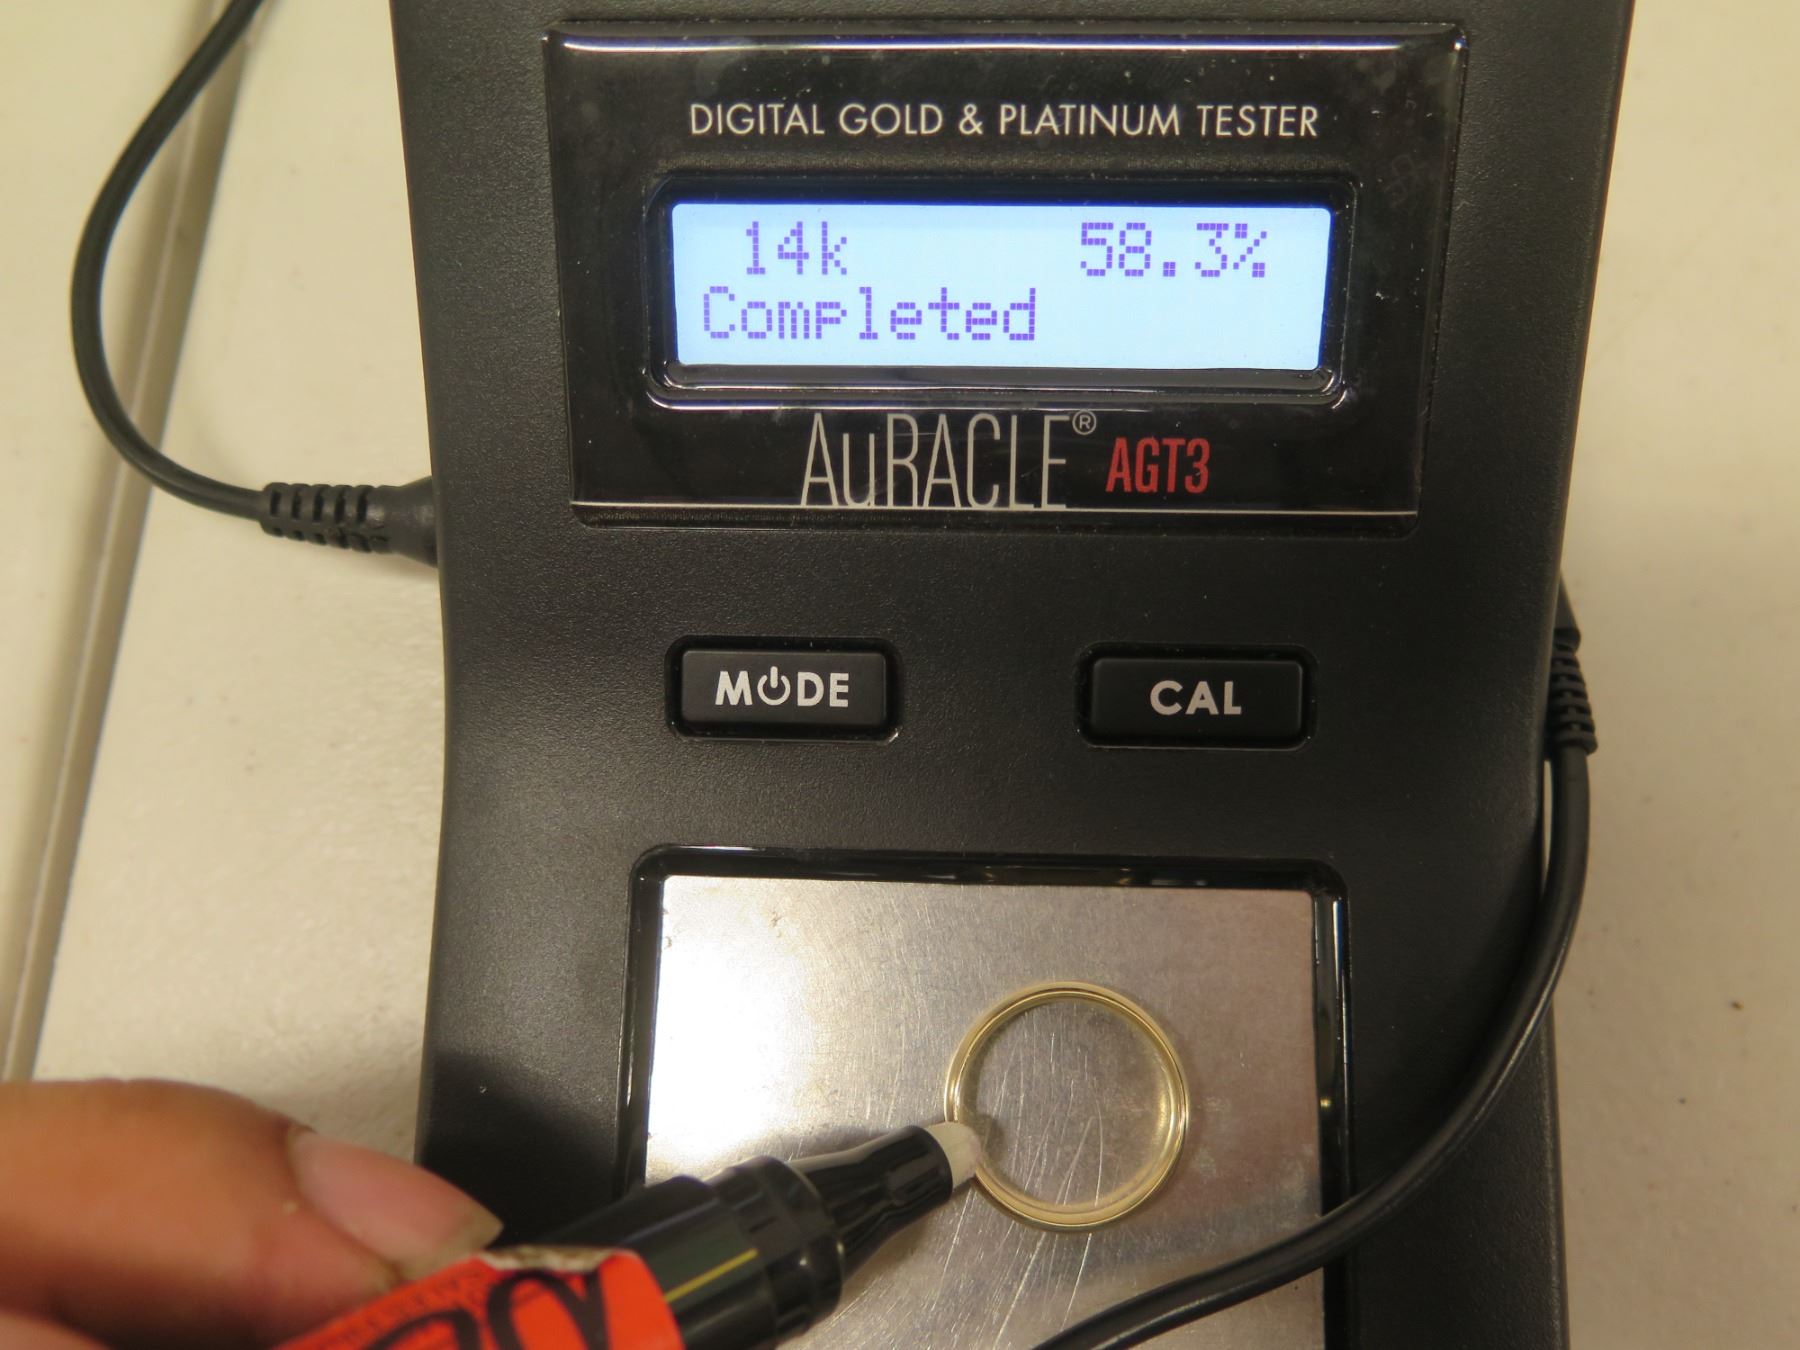 DIGITAL GOLD & PLATINUM TESTER
14k 58.3%
Completed
AuRACLE® AGT3
MODE CAL